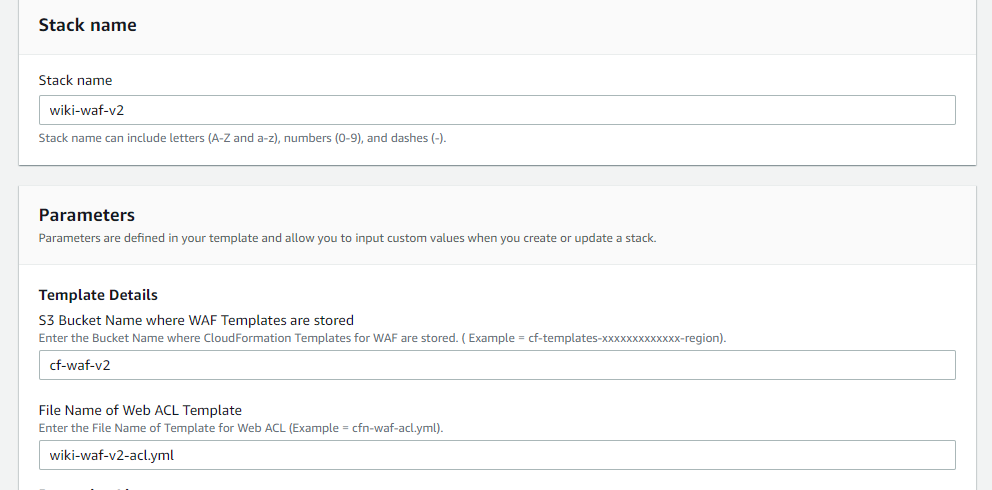 Stack name
Stack name
wiki-waf-v2
Stack name can include letters (A-Z and a-z), numbers (0-9), and dashes (-).
Parameters
Parameters are defined in your template and allow you to input custom values when you create or update a stack.
Template Details
S3 Bucket Name where WAF Templates are stored
Enter the Bucket Name where CloudFormation Templates for WAF are stored. ( Example = cf-templates-xxxxxxxxxxxxx-region).
cf-waf-v2
File Name of Web ACL Template
Enter the File Name of Template for Web ACL (Example = cfn-waf-acl.yml).
wiki-waf-v2-acl.yml